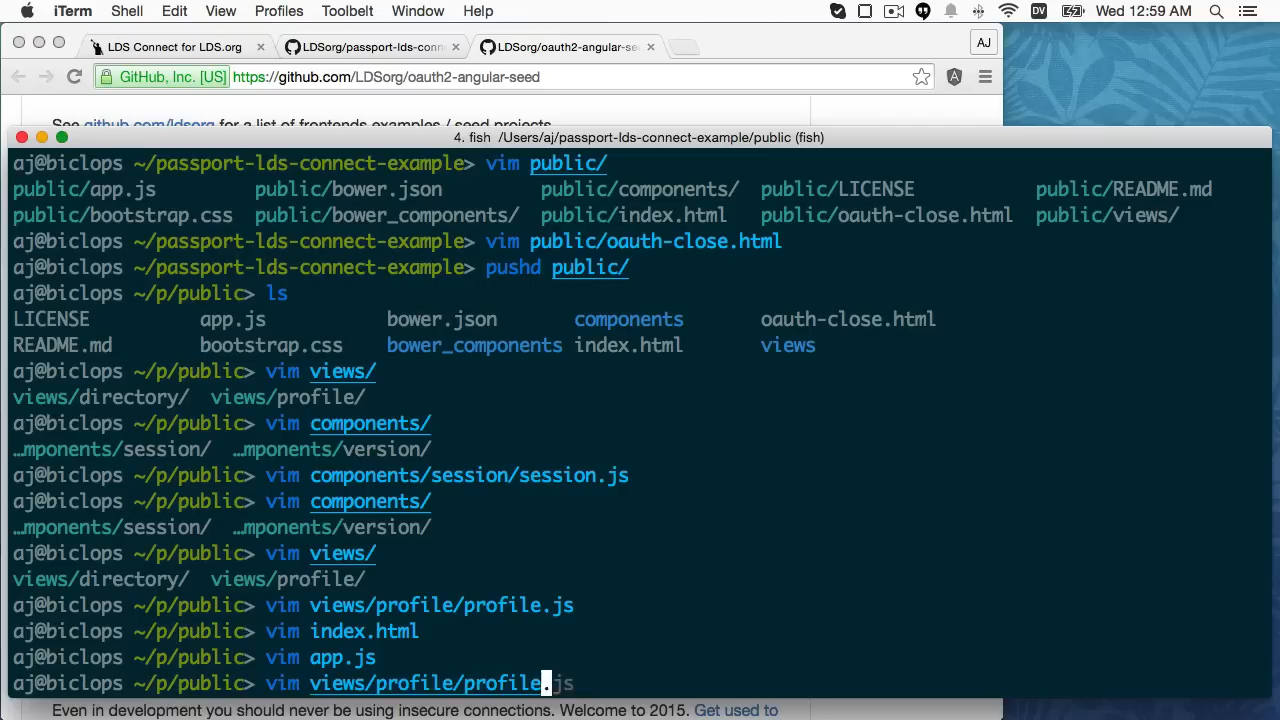 iTerm Shell Edit View Profiles Toolbelt Window Help DV Wed 12:59 AM
LDS Connect for LDS.org × LDSorg/passport-lds-conn × LDSorg/oauth2-angular-see × AJ
GitHub, Inc. [US] https://github.com/LDSorg/oauth2-angular-seed
See github.com/ldsorg for a list of frontends examples / seed projects
4. fish /Users/aj/passport-lds-connect-example/public (fish)
aj@biclops ~/passport-lds-connect-example> vim public/
public/app.js public/bower.json public/components/ public/LICENSE public/README.md
public/bootstrap.css public/bower_components/ public/index.html public/oauth-close.html public/views/
aj@biclops ~/passport-lds-connect-example> vim public/oauth-close.html
aj@biclops ~/passport-lds-connect-example> pushd public/
aj@biclops ~/p/public> ls
LICENSE app.js bower.json components oauth-close.html
README.md bootstrap.css bower_components index.html views
aj@biclops ~/p/public> vim views/
views/directory/ views/profile/
aj@biclops ~/p/public> vim components/
…mponents/session/ …mponents/version/
aj@biclops ~/p/public> vim components/session/session.js
aj@biclops ~/p/public> vim components/
…mponents/session/ …mponents/version/
aj@biclops ~/p/public> vim views/
views/directory/ views/profile/
aj@biclops ~/p/public> vim views/profile/profile.js
aj@biclops ~/p/public> vim index.html
aj@biclops ~/p/public> vim app.js
aj@biclops ~/p/public> vim views/profile/profile.js
Even in development you should never be using insecure connections. Welcome to 2015. Get used to